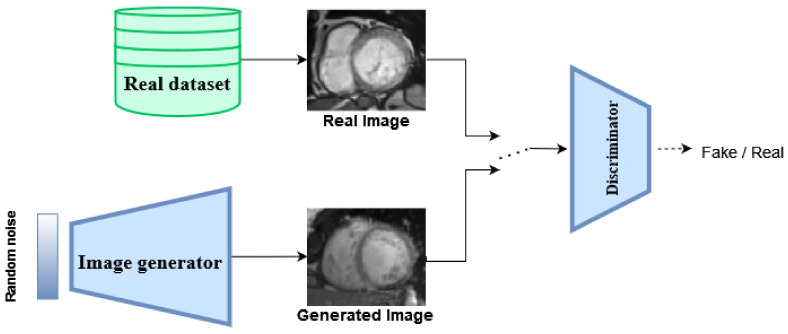 Real dataset
Real Image
Discriminator
Fake / Real
Random noise
Image generator
Generated Image